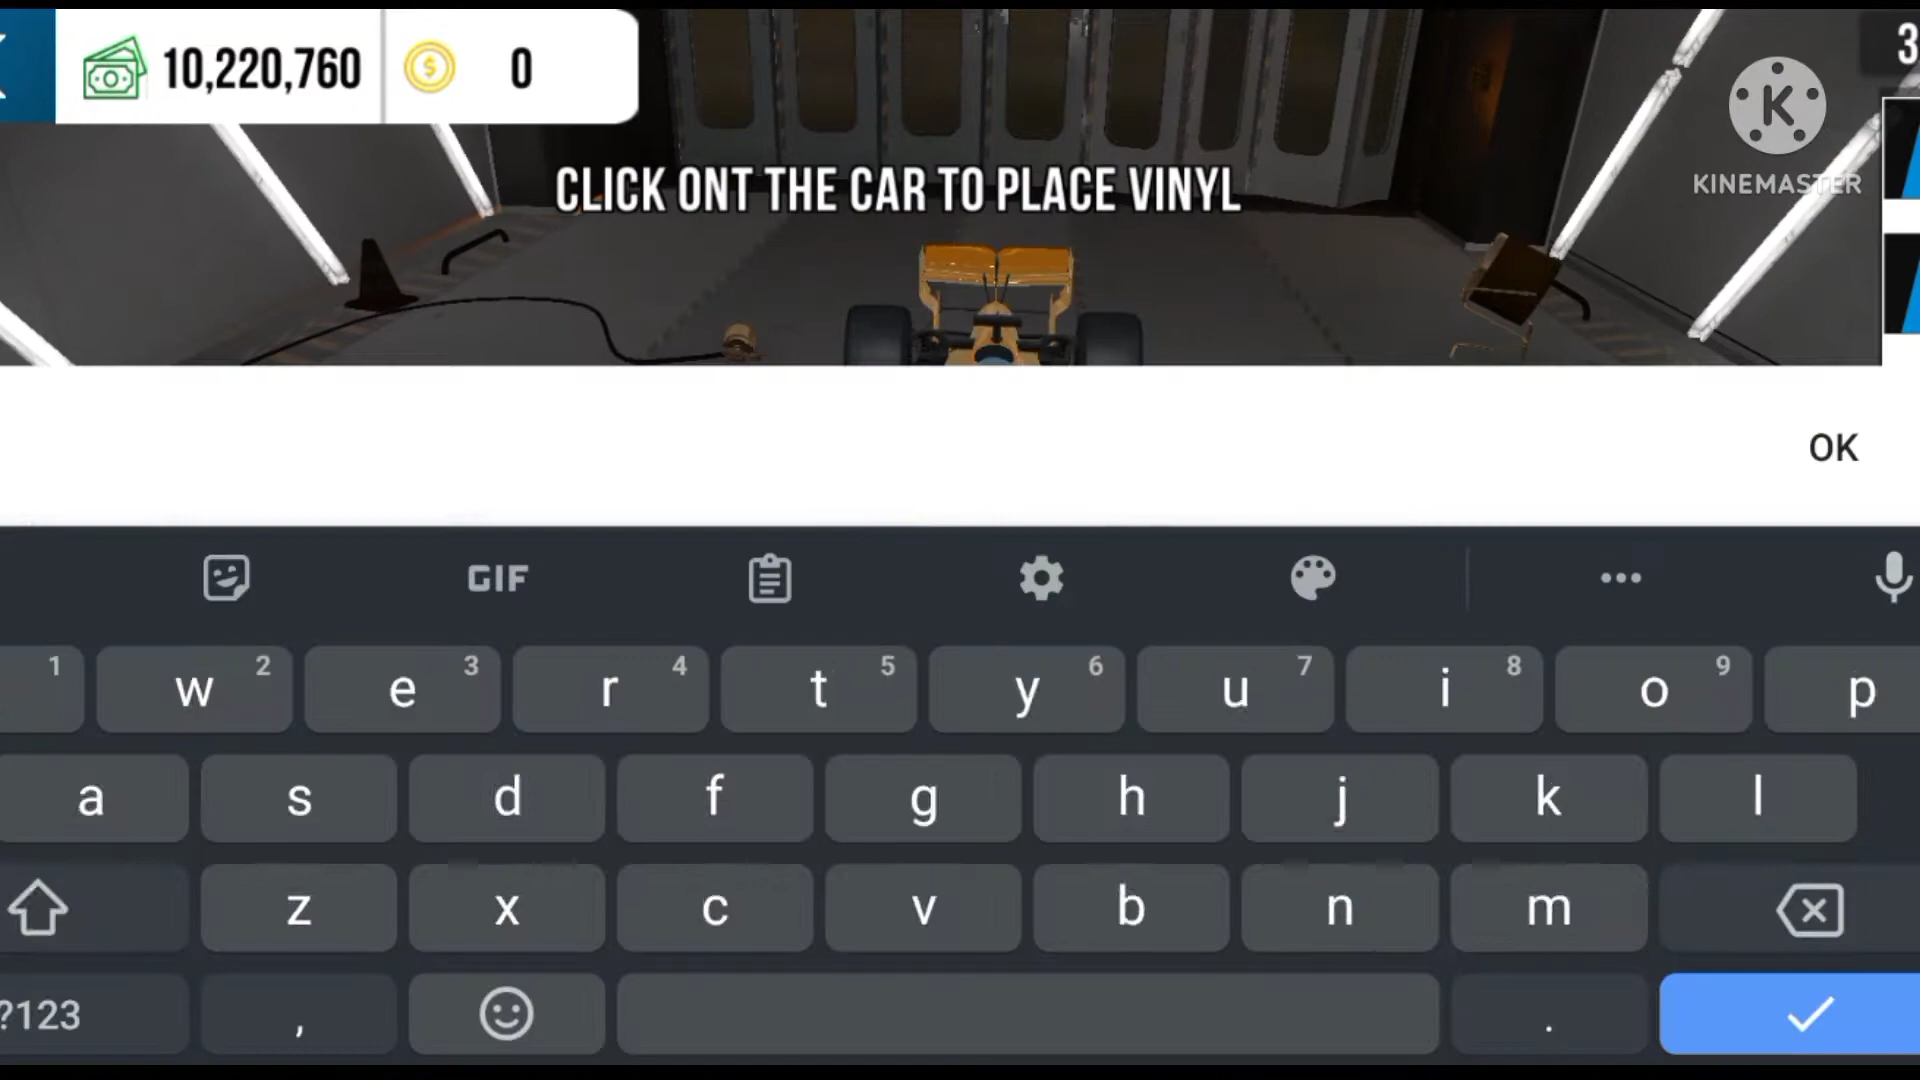 10,220,760 0
3
KINEMASTER
CLICK ONT THE CAR TO PLACE VINYL
OK
GIF
1 w 2 e 3 r 4 t 5 y 6 u 7 i 8 o 9 p
a s d f g h j k l
z x c v b n m
?123 , .